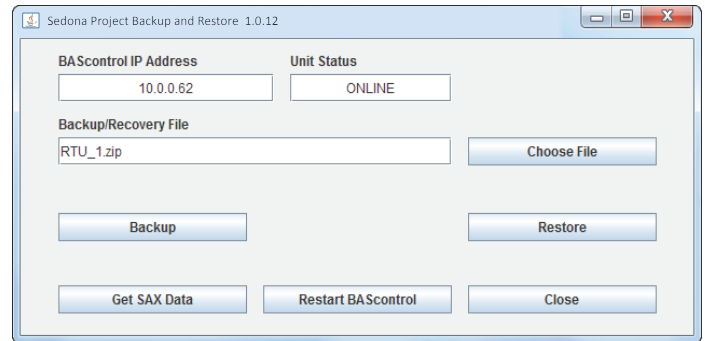 Sedona Project Backup and Restore 1.0.12
BAScontrol IP Address Unit Status
10.0.0.62 ONLINE
Backup/Recovery File
RTU_1.zip Choose File
Backup Restore
Get SAX Data Restart BAScontrol Close